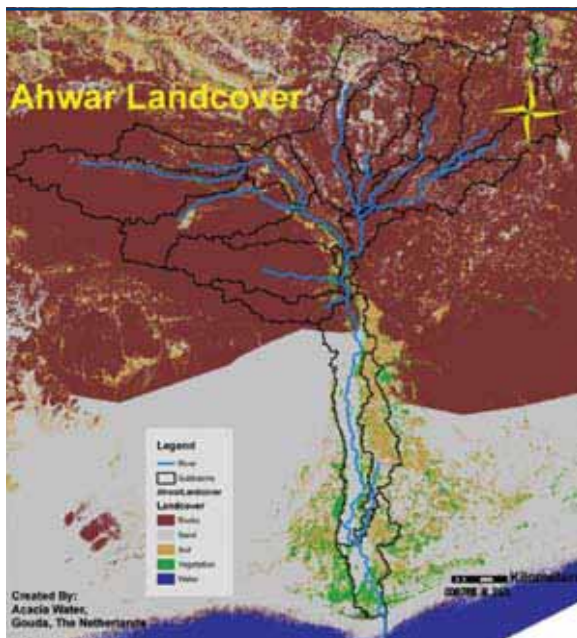 Ahwar Landcover
Legend
River
Subbasins
AhwarLandcover
Landcover
Rocks
Sand
Soil
Vegetation
Water
Kilometers
Created By:
Acacia Water,
Gouda, The Netherlands